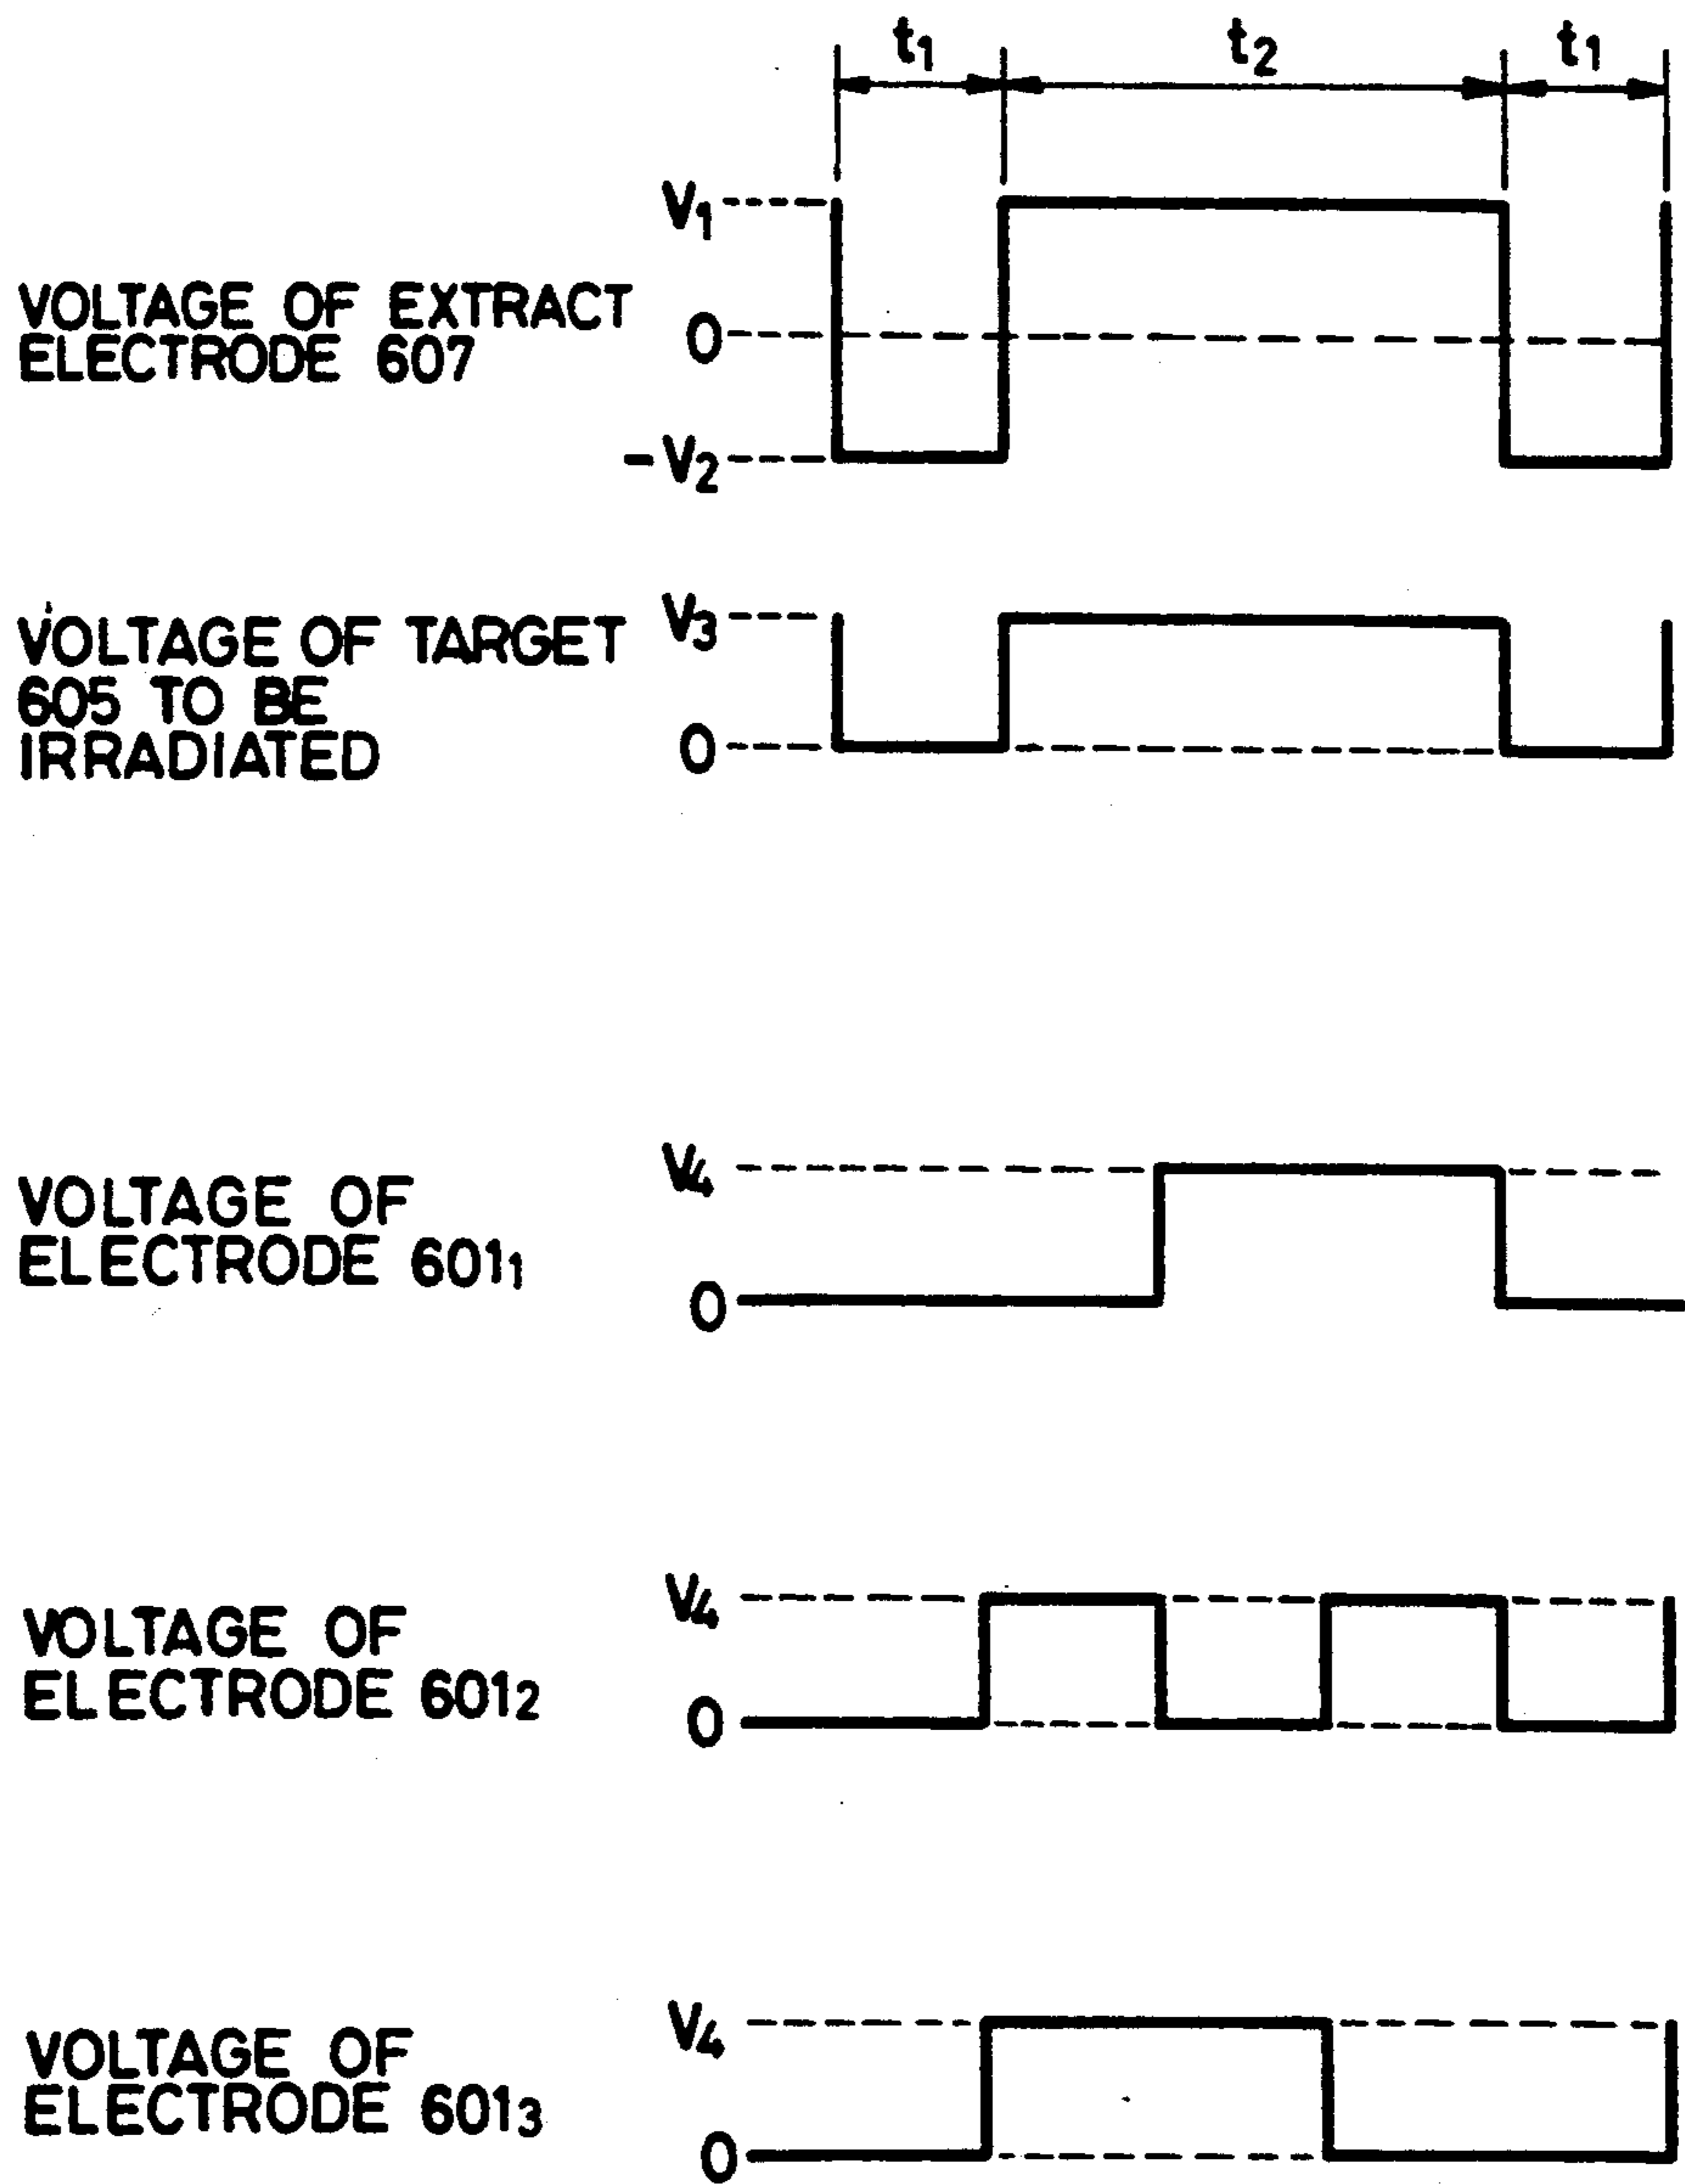 t₁ t₂ t₁
V₁
VOLTAGE OF EXTRACT
ELECTRODE 607
0
-V₂
VOLTAGE OF TARGET
605 TO BE
IRRADIATED
V₃
0
VOLTAGE OF
ELECTRODE 601₁
V₄
0
VOLTAGE OF
ELECTRODE 601₂
V₄
0
VOLTAGE OF
ELECTRODE 601₃
V₄
0